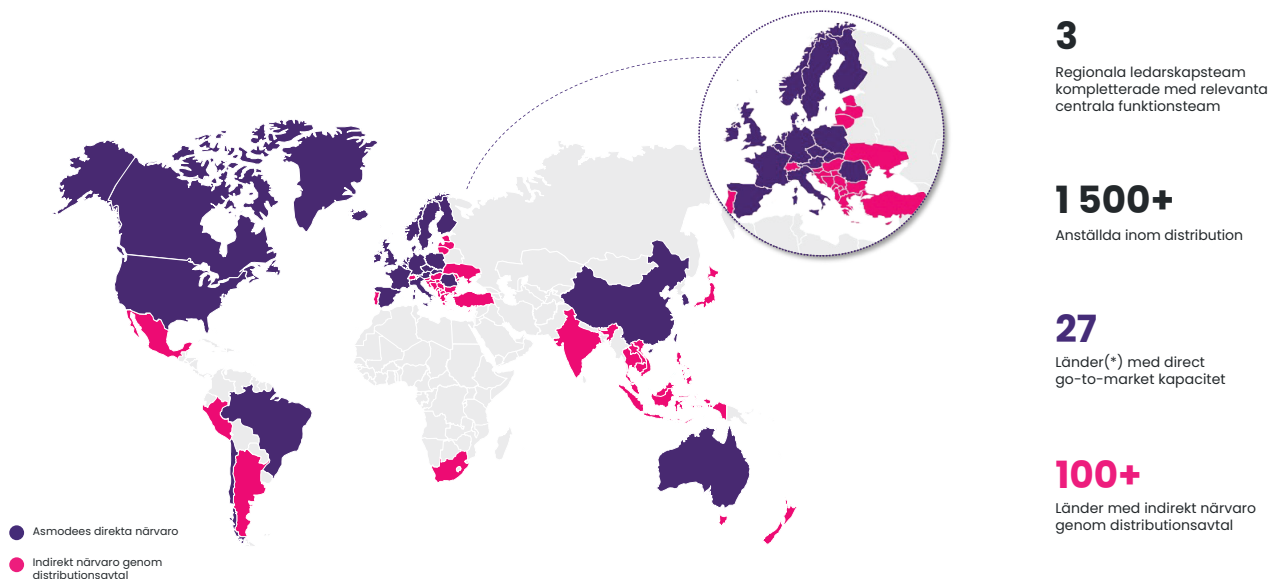 3
Regionala ledarskapsteam
kompletterade med relevanta
centrala funktionsteam
1 500+
Anställda inom distribution
27
Länder(*) med direct
go-to-market kapacitet
100+
Länder med indirekt närvaro
genom distributionsavtal
Asmodees direkta närvaro
Indirekt närvaro genom
distributionsavtal